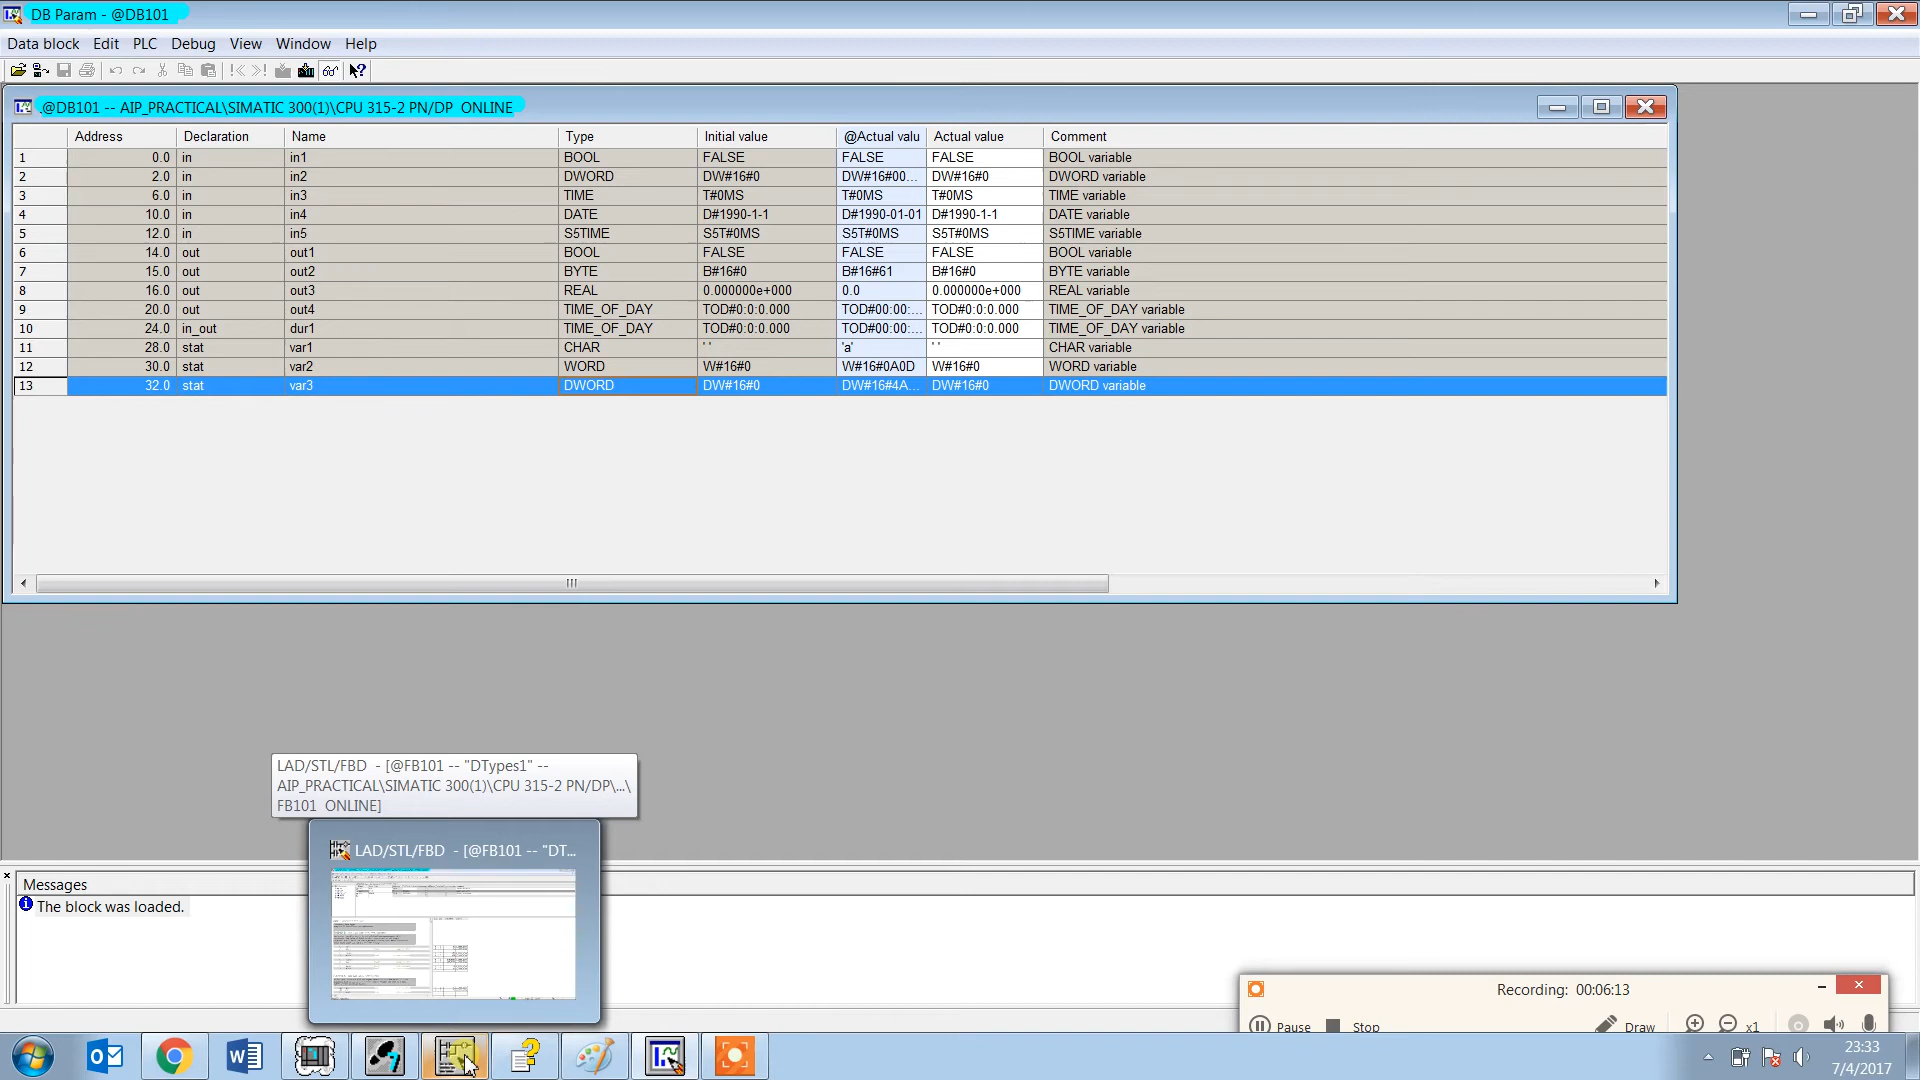 DB Param - @DB101
Data block Edit PLC Debug View Window Help
@DB101 -- AIP_PRACTICAL\SIMATIC 300(1)\CPU 315-2 PN/DP ONLINE
Address Declaration Name Type Initial value @Actual valu Actual value Comment
1 0.0 in in1 BOOL FALSE FALSE FALSE BOOL variable
2 2.0 in in2 DWORD DW#16#0 DW#16#00... DW#16#0 DWORD variable
3 6.0 in in3 TIME T#0MS T#0MS T#0MS TIME variable
4 10.0 in in4 DATE D#1990-1-1 D#1990-01-01 D#1990-1-1 DATE variable
5 12.0 in in5 S5TIME S5T#0MS S5T#0MS S5T#0MS S5TIME variable
6 14.0 out out1 BOOL FALSE FALSE FALSE BOOL variable
7 15.0 out out2 BYTE B#16#0 B#16#61 B#16#0 BYTE variable
8 16.0 out out3 REAL 0.000000e+000 0.0 0.000000e+000 REAL variable
9 20.0 out out4 TIME_OF_DAY TOD#0:0:0.000 TOD#00:00:... TOD#0:0:0.000 TIME_OF_DAY variable
10 24.0 in_out dur1 TIME_OF_DAY TOD#0:0:0.000 TOD#00:00:... TOD#0:0:0.000 TIME_OF_DAY variable
11 28.0 stat var1 CHAR ' ' 'a' ' ' CHAR variable
12 30.0 stat var2 WORD W#16#0 W#16#0A0D W#16#0 WORD variable
13 32.0 stat var3 DWORD DW#16#0 DW#16#4A... DW#16#0 DWORD variable
LAD/STL/FBD - [@FB101 -- "DTypes1" --
AIP_PRACTICAL\SIMATIC 300(1)\CPU 315-2 PN/DP\...\
FB101 ONLINE]
LAD/STL/FBD - [@FB101 -- "DT...
Messages
The block was loaded.
Recording: 00:06:13
Pause Stop Draw x1
23:33
7/4/2017